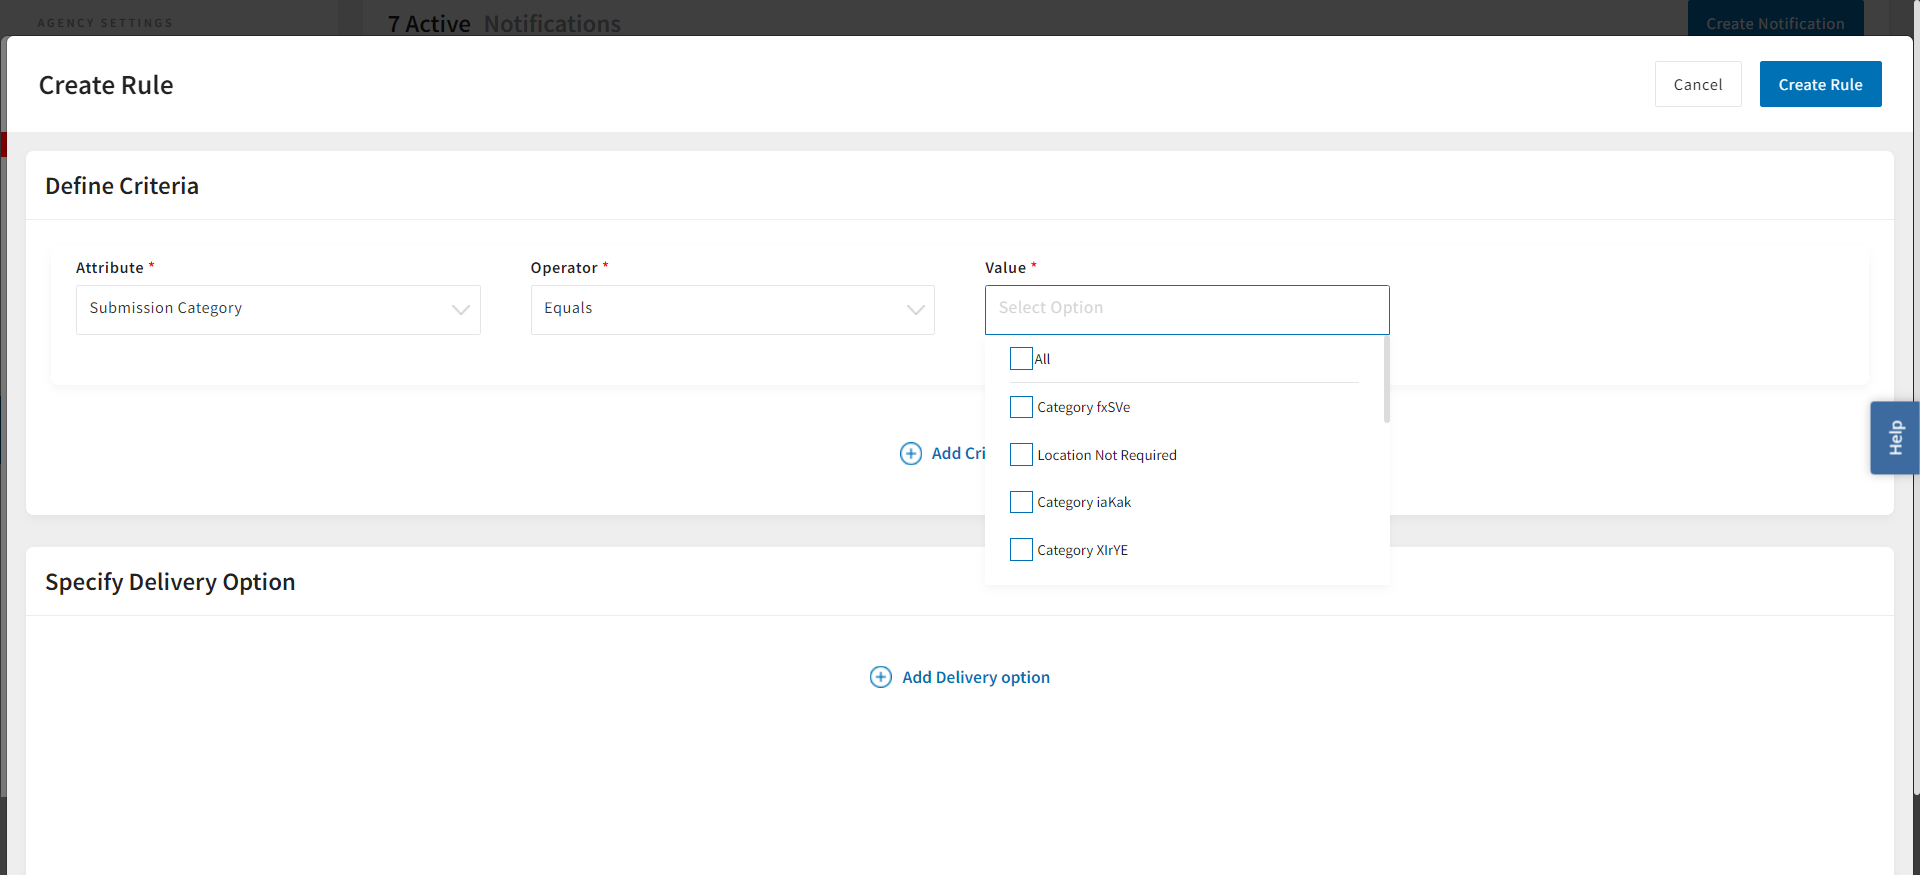 AGENCY SETTINGS
7 Active Notifications
Create Notification
Create Rule
Cancel
Create Rule
Define Criteria
Attribute *
Operator *
Value *
Submission Category
Equals
Select Option
All
Category fxSVe
Location Not Required
Category iaKak
Category XIrYE
Add Cri
Help
Specify Delivery Option
Add Delivery option